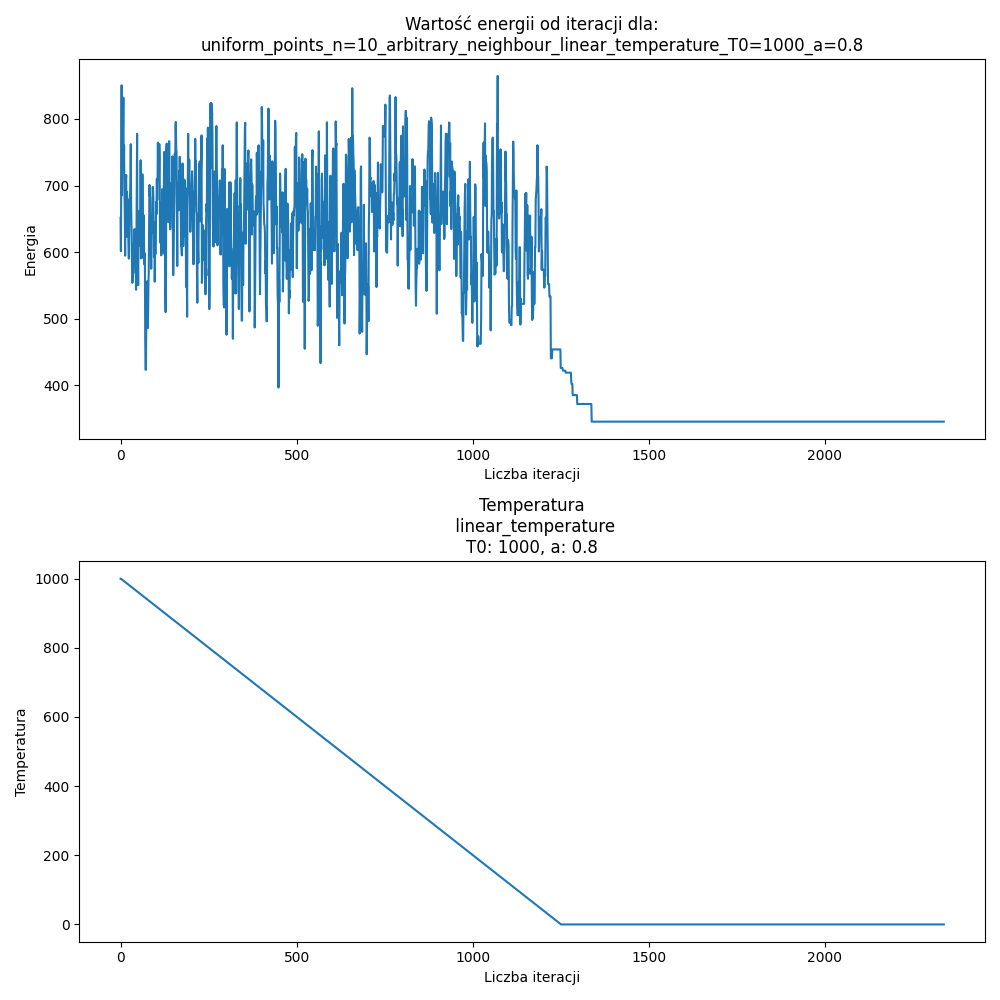 Wartość energii od iteracji dla:
uniform_points_n=10_arbitrary_neighbour_linear_temperature_T0=1000_a=0.8
800
700
600
500
400
Energia
0 500 1000 1500 2000
Liczba iteracji
Temperatura
linear_temperature
T0: 1000, a: 0.8
1000
800
600
400
200
0
Temperatura
0 500 1000 1500 2000
Liczba iteracji